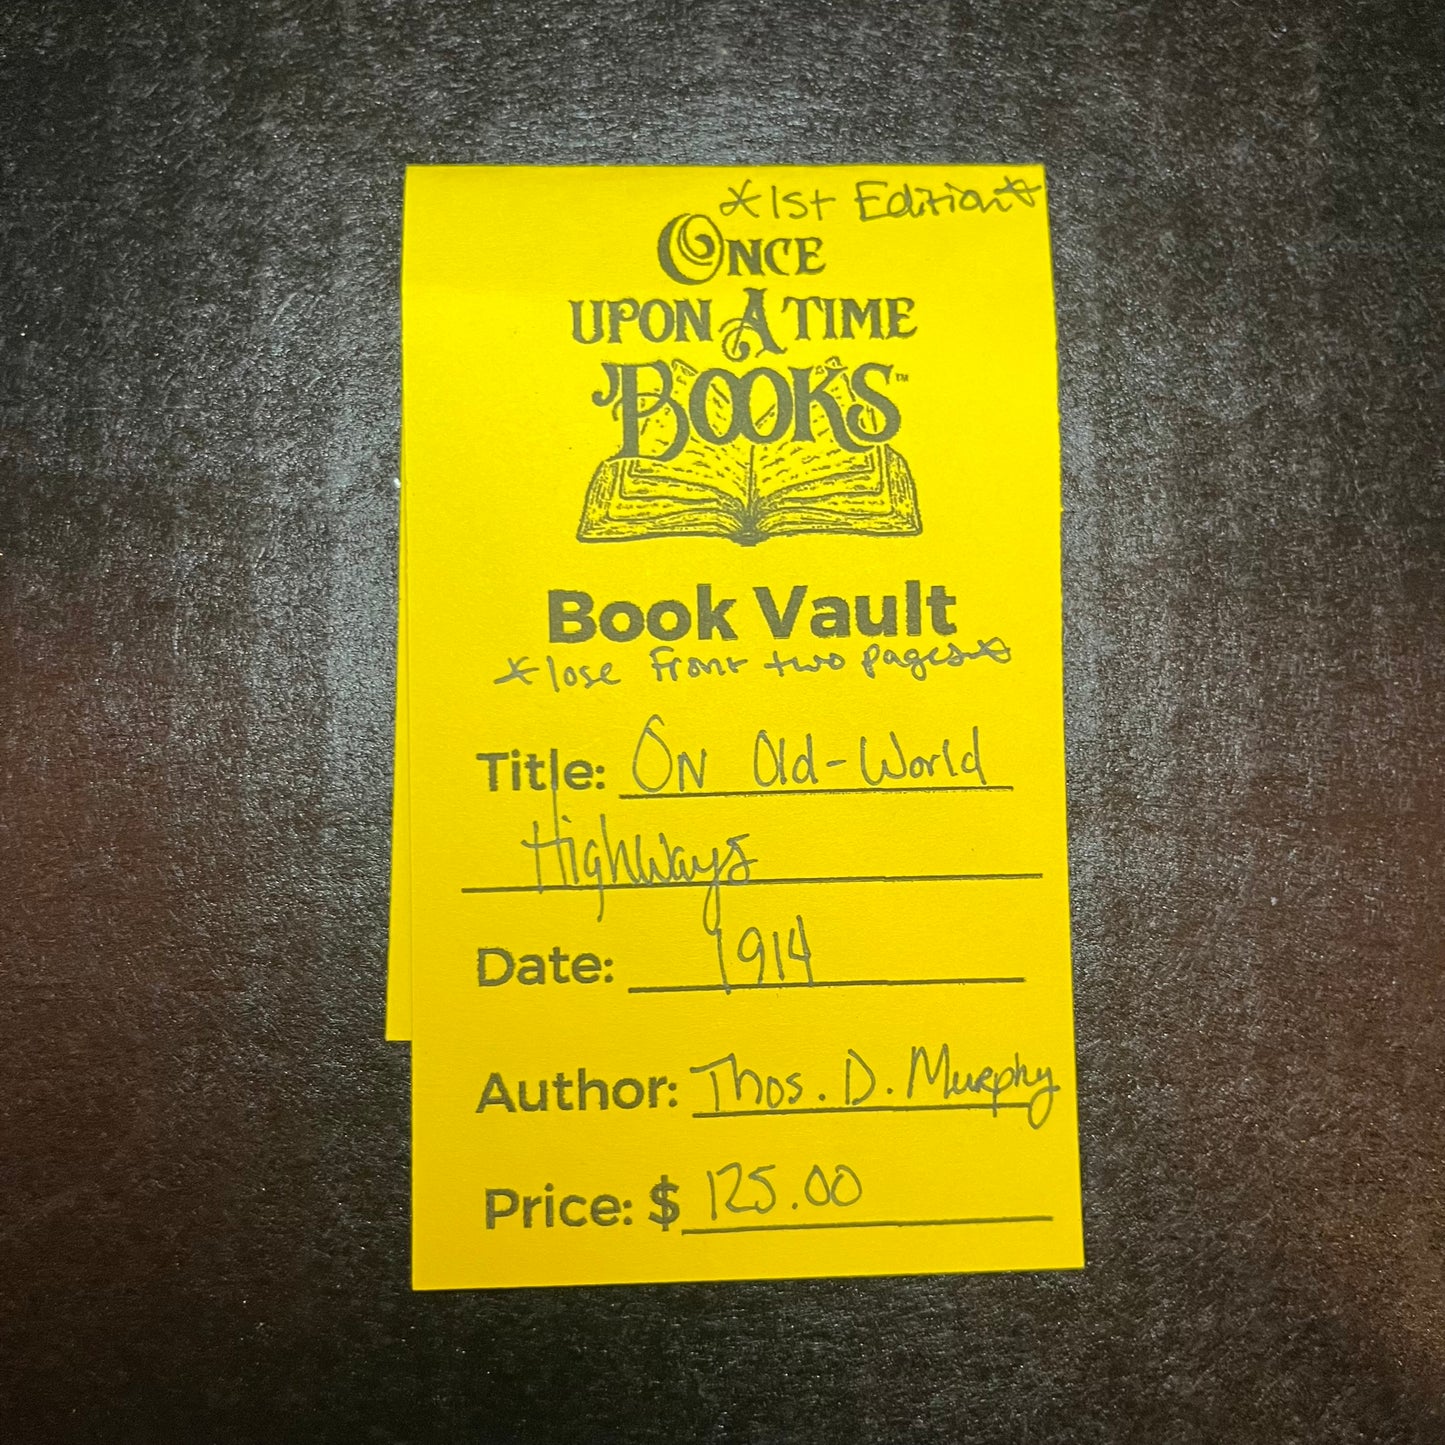 *1st Edition*
ONCE
UPON A TIME
BOOKS™
Book Vault
*lose front two pages*
Title: On Old-World
Highways
Date: 1914
Author: Thos. D. Murphy
Price: $ 125.00